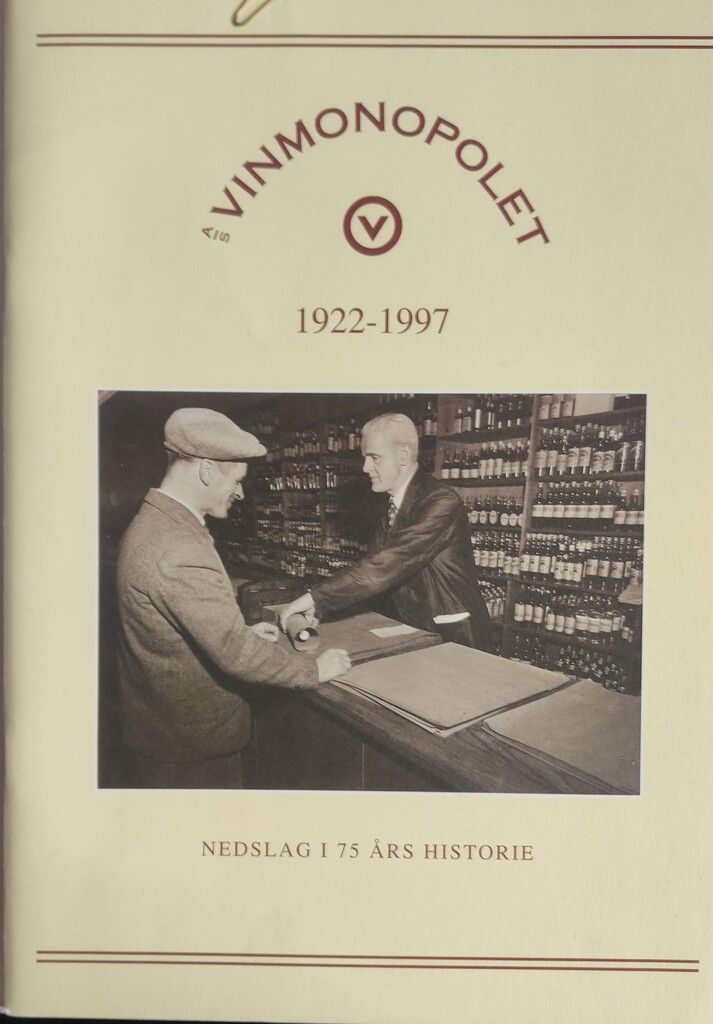 A/S VINMONOPOLET
V
1922-1997
NEDSLAG I 75 ÅRS HISTORIE